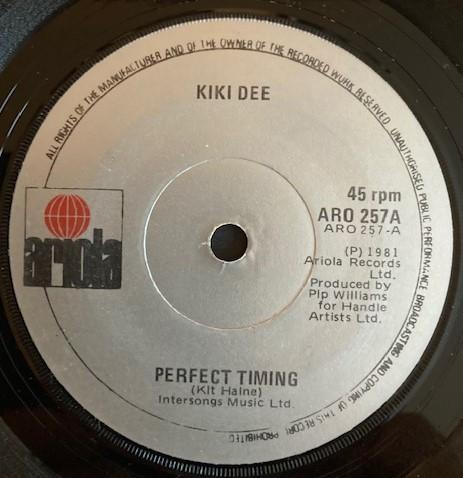 ALL RIGHTS OF THE MANUFACTURER AND OF THE OWNER OF THE RECORDED WORK RESERVED. UNAUTHORISED PUBLIC PERFORMANCE BROADCASTING AND COPYING OF THIS RECORD PROHIBITED
KIKI DEE
ariola
45 rpm
ARO 257A
ARO 257-A
(P) 1981
Ariola Records
Ltd.
Produced by
Pip Williams
for Handle
Artists Ltd.
PERFECT TIMING
(Kit Haine)
Intersongs Music Ltd.